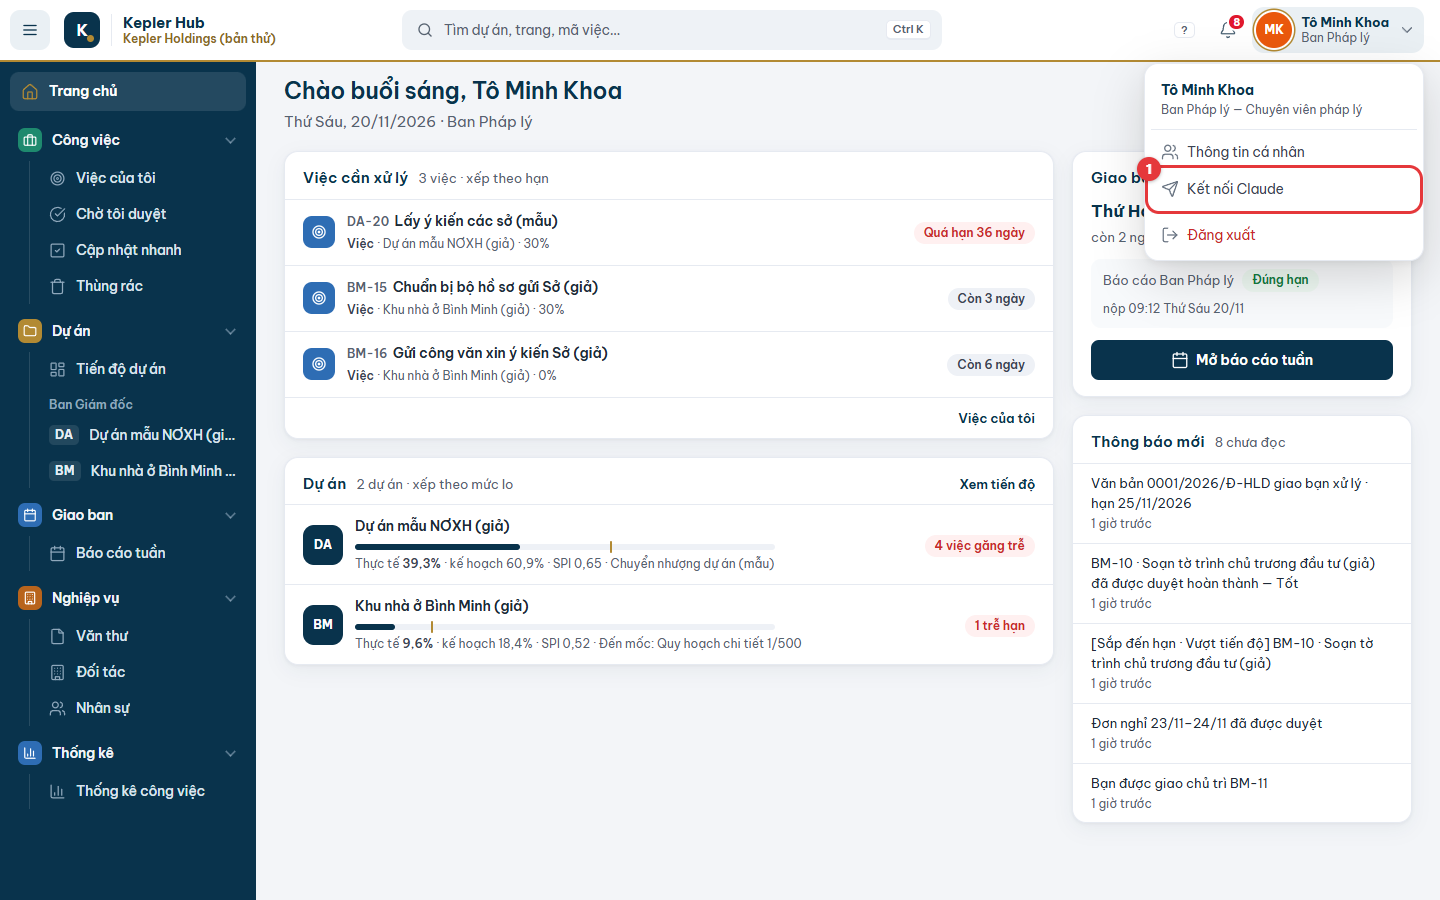 K
Kepler Hub
Kepler Holdings (bản thử)
Tìm dự án, trang, mã việc...
Ctrl K
?
8
MK
Tô Minh Khoa
Ban Pháp lý
Trang chủ
Công việc
Việc của tôi
Chờ tôi duyệt
Cập nhật nhanh
Thùng rác
Dự án
Tiến độ dự án
Ban Giám đốc
DA Dự án mẫu NƠXH (gi...
BM Khu nhà ở Bình Minh ...
Giao ban
Báo cáo tuần
Nghiệp vụ
Văn thư
Đối tác
Nhân sự
Thống kê
Thống kê công việc
Chào buổi sáng, Tô Minh Khoa
Thứ Sáu, 20/11/2026 · Ban Pháp lý
Việc cần xử lý 3 việc · xếp theo hạn
DA-20 Lấy ý kiến các sở (mẫu)
Việc · Dự án mẫu NƠXH (giả) · 30%
Quá hạn 36 ngày
BM-15 Chuẩn bị bộ hồ sơ gửi Sở (giả)
Việc · Khu nhà ở Bình Minh (giả) · 30%
Còn 3 ngày
BM-16 Gửi công văn xin ý kiến Sở (giả)
Việc · Khu nhà ở Bình Minh (giả) · 0%
Còn 6 ngày
Việc của tôi
Dự án 2 dự án · xếp theo mức lo
Xem tiến độ
DA
Dự án mẫu NƠXH (giả)
Thực tế 39,3% · kế hoạch 60,9% · SPI 0,65 · Chuyển nhượng dự án (mẫu)
4 việc găng trễ
BM
Khu nhà ở Bình Minh (giả)
Thực tế 9,6% · kế hoạch 18,4% · SPI 0,52 · Đến mốc: Quy hoạch chi tiết 1/500
1 trễ hạn
Tô Minh Khoa
Ban Pháp lý — Chuyên viên pháp lý
Thông tin cá nhân
1
Kết nối Claude
Đăng xuất
Giao b
Thứ H
còn 2 ng
Báo cáo Ban Pháp lý Đúng hạn
nộp 09:12 Thứ Sáu 20/11
Mở báo cáo tuần
Thông báo mới 8 chưa đọc
Văn bản 0001/2026/Đ-HLD giao bạn xử lý ·
hạn 25/11/2026
1 giờ trước
BM-10 · Soạn tờ trình chủ trương đầu tư (giả)
đã được duyệt hoàn thành — Tốt
1 giờ trước
[Sắp đến hạn · Vượt tiến độ] BM-10 · Soạn tờ
trình chủ trương đầu tư (giả)
1 giờ trước
Đơn nghỉ 23/11–24/11 đã được duyệt
1 giờ trước
Bạn được giao chủ trì BM-11
1 giờ trước